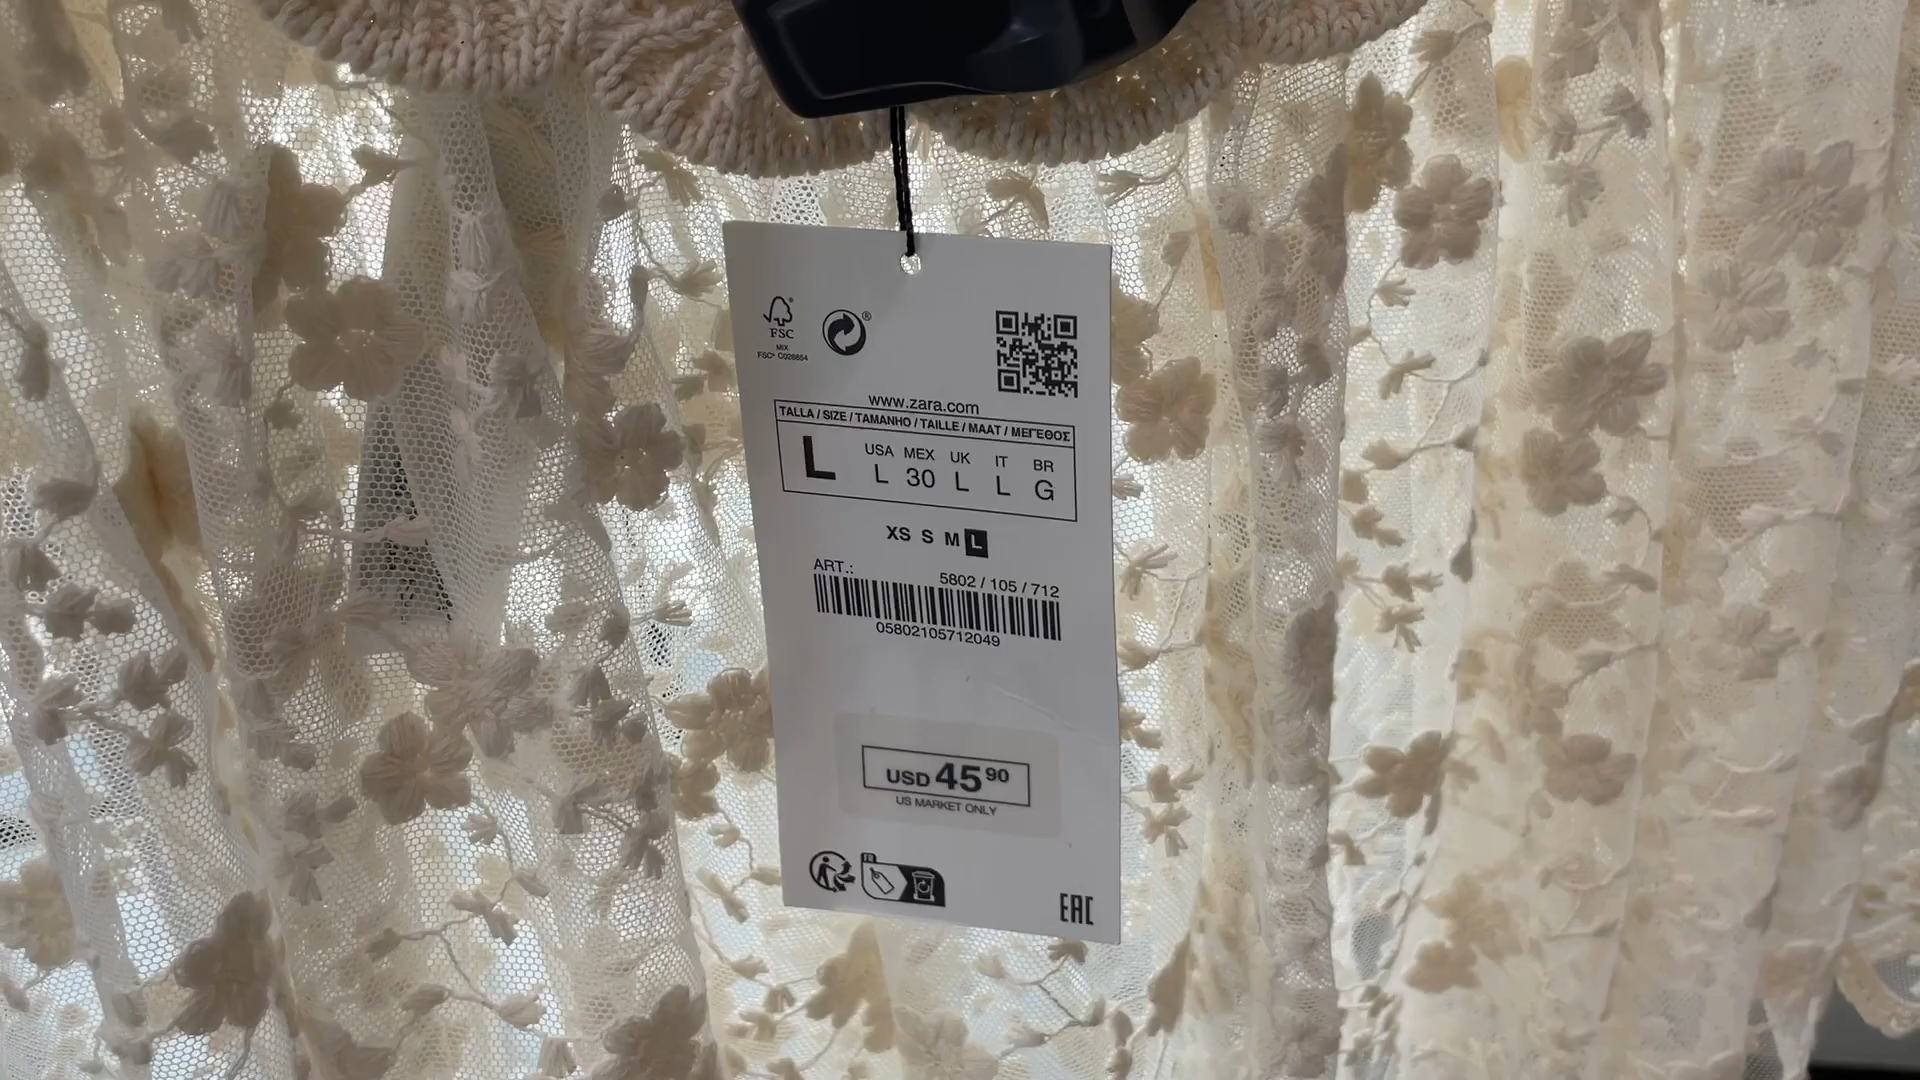 FSC®
MIX
FSC® C028654
®
www.zara.com
TALLA / SIZE / TAMANHO / TAILLE / MAAT / ΜΕΓΕΘΟΣ
L
USA MEX UK IT BR
L 30 L L G
XS S M L
ART.:
5802 / 105 / 712
05802105712049
USD 45 90
US MARKET ONLY
FR
EAC